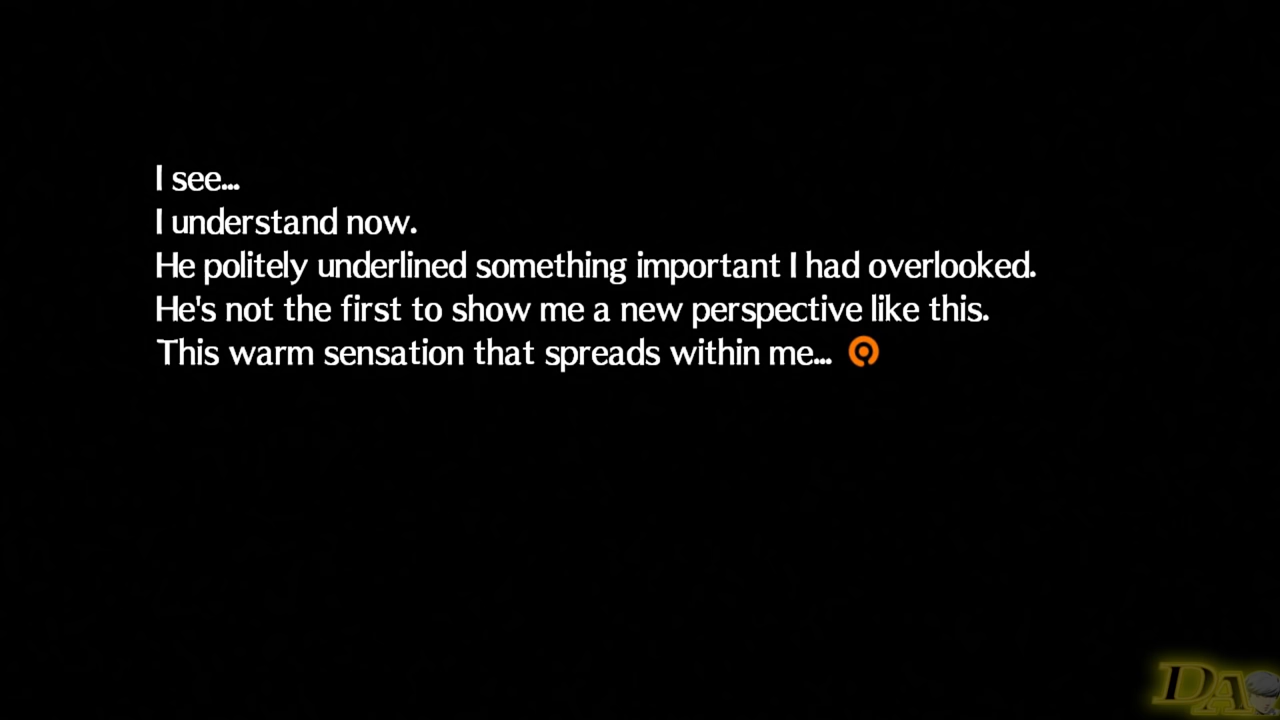 I see...
I understand now.
He politely underlined something important I had overlooked.
He's not the first to show me a new perspective like this.
This warm sensation that spreads within me...
DA